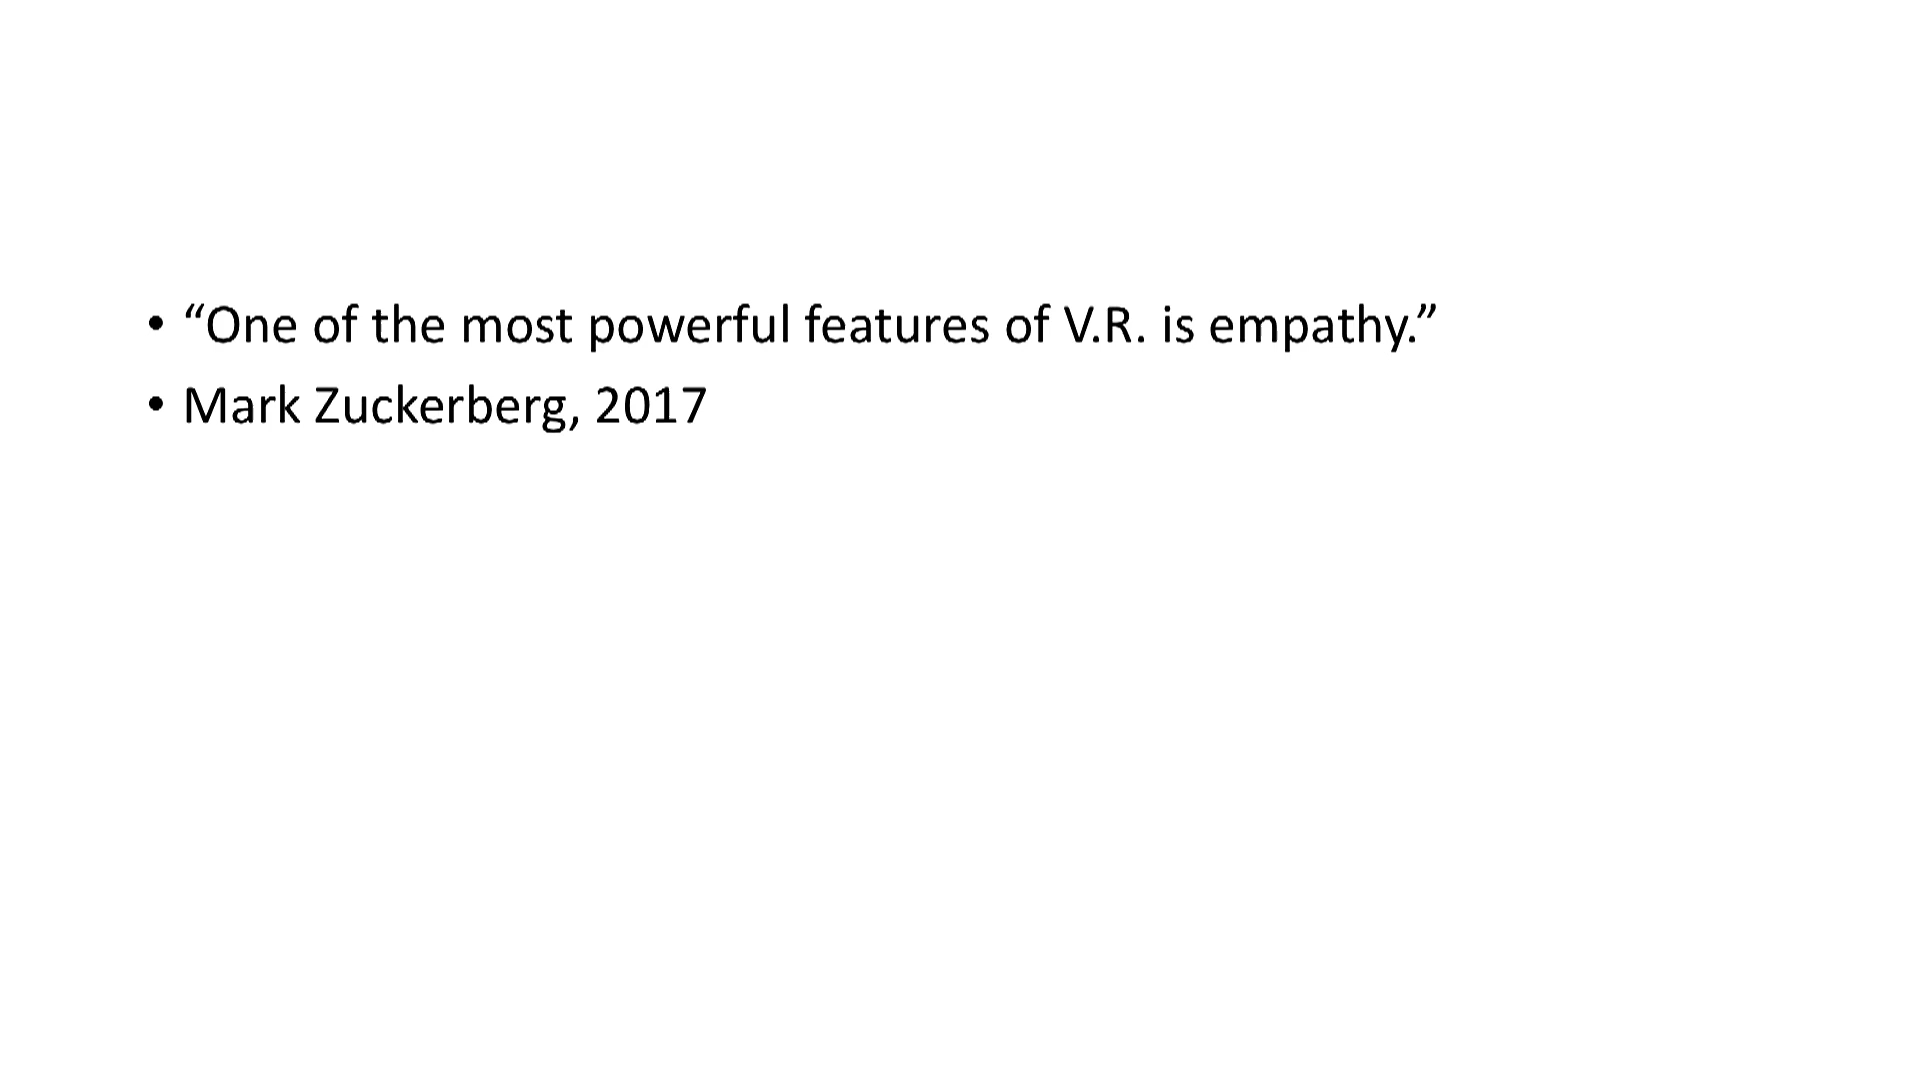 • “One of the most powerful features of V.R. is empathy.”
• Mark Zuckerberg, 2017